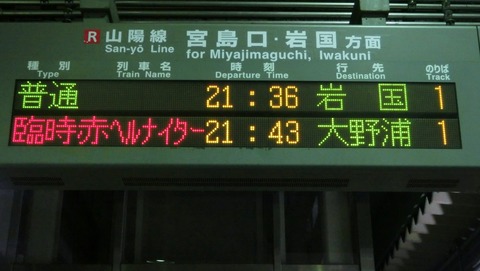 R 山陽線 宮島口・岩国 方面
San-yō Line for Miyajimaguchi, Iwakuni
種別 列車名 時刻 行先 のりば
Type Train Name Departure Time Destination Track
普通 21:36 岩国 1
臨時 赤ヘルナイター 21:43 大野浦 1